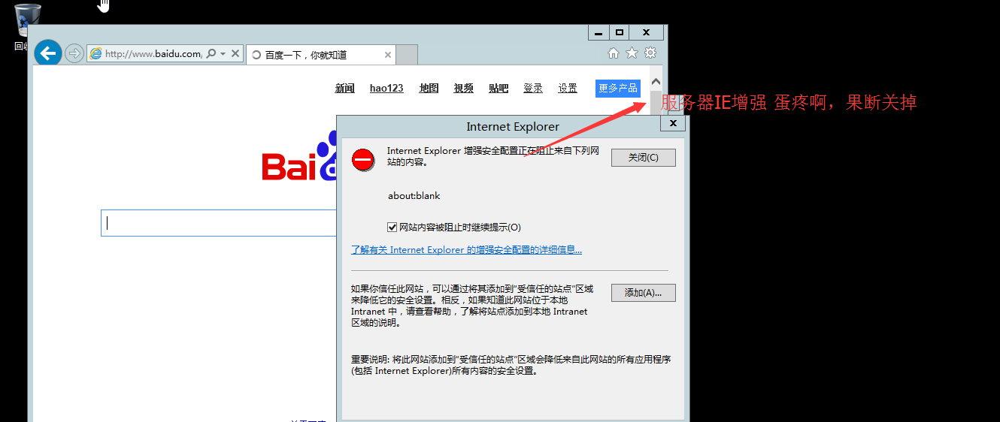 回收
http://www.baidu.com/
百度一下，你就知道
新闻 hao123 地图 视频 贴吧 登录 设置 更多产品
服务器IE增强 蛋疼啊，果断关掉
Bai
Internet Explorer
Internet Explorer 增强安全配置正在阻止来自下列网
站的内容。
关闭(C)
about:blank
网站内容被阻止时继续提示(O)
了解有关 Internet Explorer 的增强安全配置的详细信息...
如果你信任此网站，可以通过将其添加到“受信任的站点”区域
来降低它的安全设置。相反，如果知道此网站位于本地
Intranet 中，请查看帮助，了解将站点添加到本地 Intranet
区域的说明。
添加(A)...
重要说明: 将此网站添加到“受信任的站点”区域会降低来自此网站的所有应用程序
(包括 Internet Explorer)所有内容的安全设置。